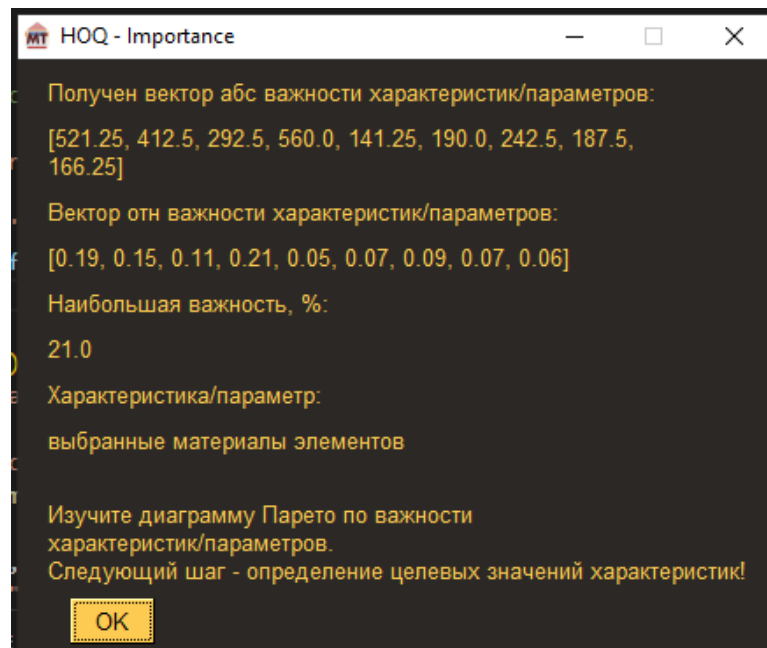 MT HOQ - Importance
Получен вектор абс важности характеристик/параметров:
[521.25, 412.5, 292.5, 560.0, 141.25, 190.0, 242.5, 187.5,
166.25]
Вектор отн важности характеристик/параметров:
[0.19, 0.15, 0.11, 0.21, 0.05, 0.07, 0.09, 0.07, 0.06]
Наибольшая важность, %:
21.0
Характеристика/параметр:
выбранные материалы элементов
Изучите диаграмму Парето по важности
характеристик/параметров.
Следующий шаг - определение целевых значений характеристик!
OK